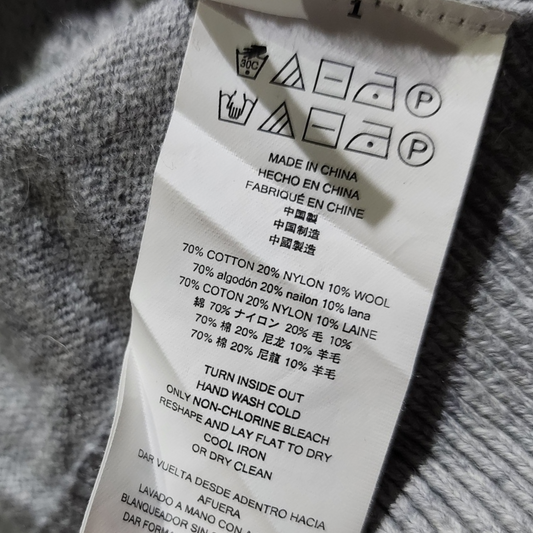 1
30C
P
P
MADE IN CHINA
HECHO EN CHINA
FABRIQUÉ EN CHINE
中国製
中国制造
中國製造
70% COTTON 20% NYLON 10% WOOL
70% algodón 20% nailon 10% lana
70% COTON 20% NYLON 10% LAINE
綿 70% ナイロン 20% 毛 10%
70% 棉 20% 尼龙 10% 羊毛
70% 棉 20% 尼龍 10% 羊毛
TURN INSIDE OUT
HAND WASH COLD
ONLY NON-CHLORINE BLEACH
RESHAPE AND LAY FLAT TO DRY
COOL IRON
OR DRY CLEAN
DAR VUELTA DESDE ADENTRO HACIA
AFUERA
LAVADO A MANO CON A
BLANQUEADOR SIN
DAR FORMA